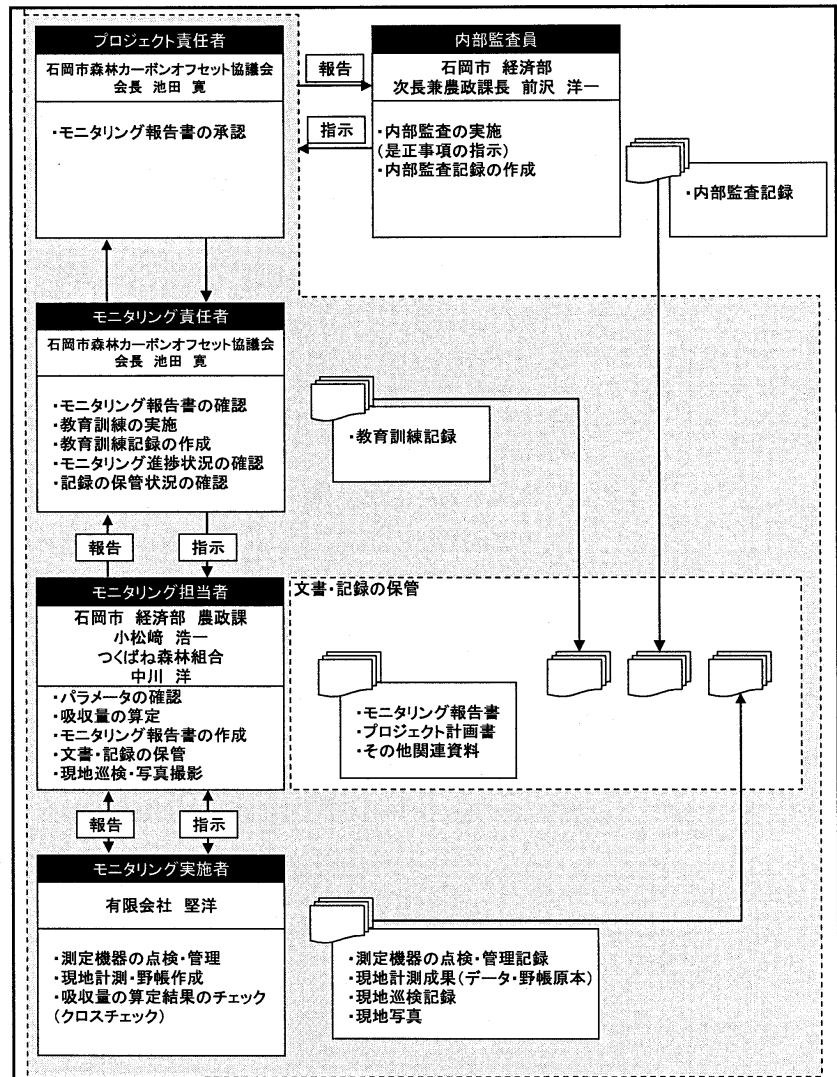 プロジェクト責任者
石岡市森林カーボンオフセット協議会
会長 池田 寛
・モニタリング報告書の承認
報告
指示
内部監査員
石岡市 経済部
次長兼農政課長 前沢 洋一
・内部監査の実施
(是正事項の指示)
・内部監査記録の作成
・内部監査記録
モニタリング責任者
石岡市森林カーボンオフセット協議会
会長 池田 寛
・モニタリング報告書の確認
・教育訓練の実施
・教育訓練記録の作成
・モニタリング進捗状況の確認
・記録の保管状況の確認
・教育訓練記録
報告
指示
モニタリング担当者
石岡市 経済部 農政課
小松﨑 浩一
つくばね森林組合
中川 洋
・パラメータの確認
・吸収量の算定
・モニタリング報告書の作成
・文書・記録の保管
・現地巡検・写真撮影
文書・記録の保管
・モニタリング報告書
・プロジェクト計画書
・その他関連資料
報告
指示
モニタリング実施者
有限会社 堅洋
・測定機器の点検・管理
・現地計測・野帳作成
・吸収量の算定結果のチェック
(クロスチェック)
・測定機器の点検・管理記録
・現地計測成果(データ・野帳原本)
・現地巡検記録
・現地写真